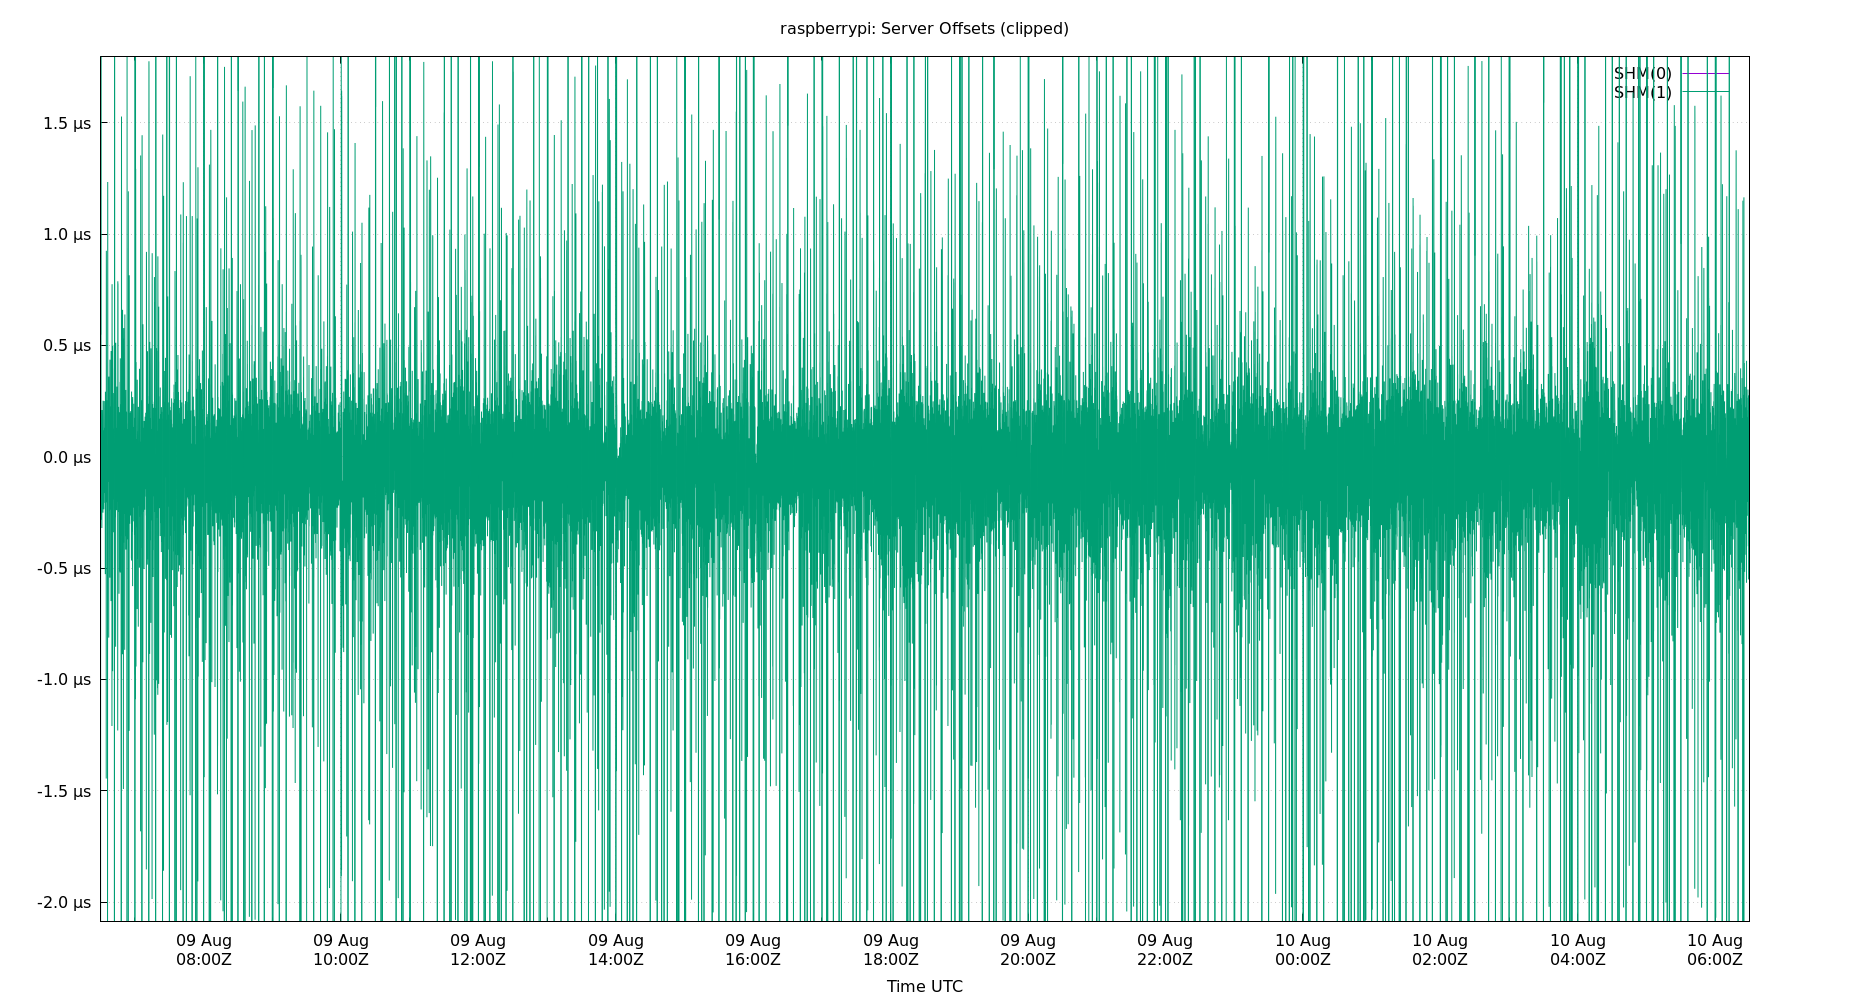 raspberrypi: Server Offsets (clipped)
SHM(0)
SHM(1)
1.5 µs
1.0 µs
0.5 µs
0.0 µs
-0.5 µs
-1.0 µs
-1.5 µs
-2.0 µs
09 Aug 09 Aug 09 Aug 09 Aug 09 Aug 09 Aug 09 Aug 09 Aug 10 Aug 10 Aug 10 Aug 10 Aug
08:00Z 10:00Z 12:00Z 14:00Z 16:00Z 18:00Z 20:00Z 22:00Z 00:00Z 02:00Z 04:00Z 06:00Z
Time UTC